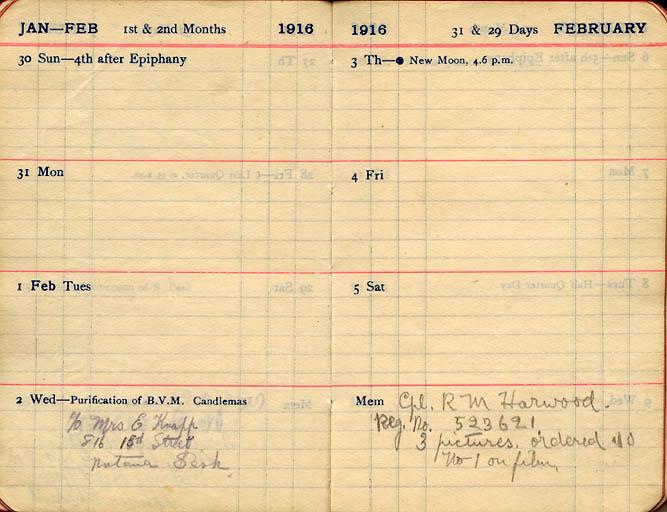 JAN—FEB 1st & 2nd Months 1916
30 Sun—4th after Epiphany
31 Mon
1 Feb Tues
2 Wed—Purification of B.V.M. Candlemas
℅ Mrs E Knapp
816 15th Street
Sask
1916 31 & 29 Days FEBRUARY
3 Th—● New Moon, 4.6 p.m.
4 Fri
5 Sat
Mem Cpl. R M Harwood.
Reg. No. 523621
3 pictures, ordered
No 1 on film